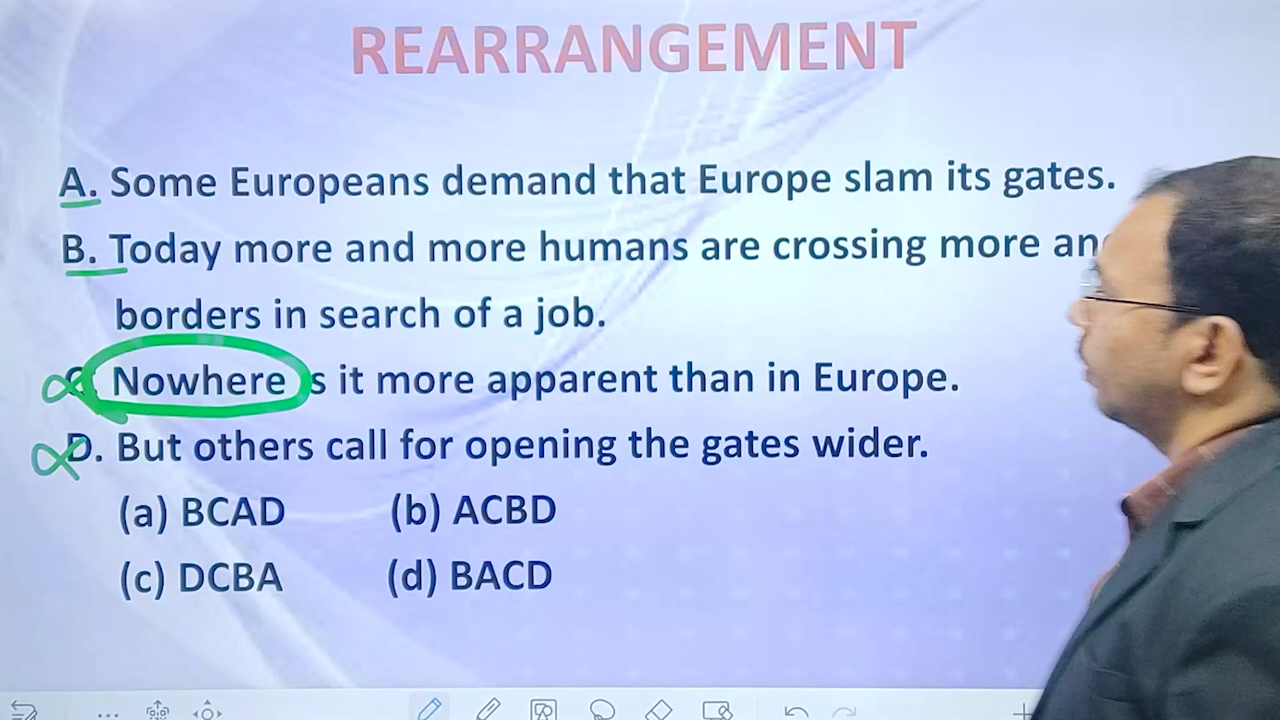 REARRANGEMENT
A. Some Europeans demand that Europe slam its gates.
B. Today more and more humans are crossing more
borders in search of a job.
Nowhere is it more apparent than in Europe.
D. But others call for opening the gates wider.
(a) BCAD (b) ACBD
(c) DCBA (d) BACD